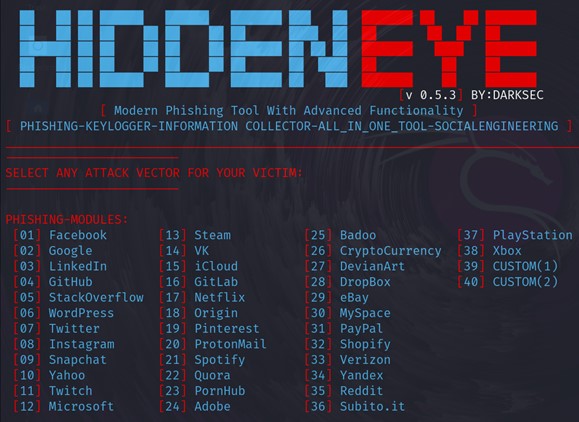 HIDDENEYE
[v 0.5.3] BY:DARKSEC
[ Modern Phishing Tool With Advanced Functionality ]
[ PHISHING-KEYLOGGER-INFORMATION COLLECTOR-ALL_IN_ONE_TOOL-SOCIALENGINEERING ]
SELECT ANY ATTACK VECTOR FOR YOUR VICTIM:
PHISHING-MODULES:
[01] Facebook [13] Steam [25] Badoo [37] PlayStation
[02] Google [14] VK [26] CryptoCurrency [38] Xbox
[03] LinkedIn [15] iCloud [27] DevianArt [39] CUSTOM(1)
[04] GitHub [16] GitLab [28] DropBox [40] CUSTOM(2)
[05] StackOverflow [17] Netflix [29] eBay
[06] WordPress [18] Origin [30] MySpace
[07] Twitter [19] Pinterest [31] PayPal
[08] Instagram [20] ProtonMail [32] Shopify
[09] Snapchat [21] Spotify [33] Verizon
[10] Yahoo [22] Quora [34] Yandex
[11] Twitch [23] PornHub [35] Reddit
[12] Microsoft [24] Adobe [36] Subito.it